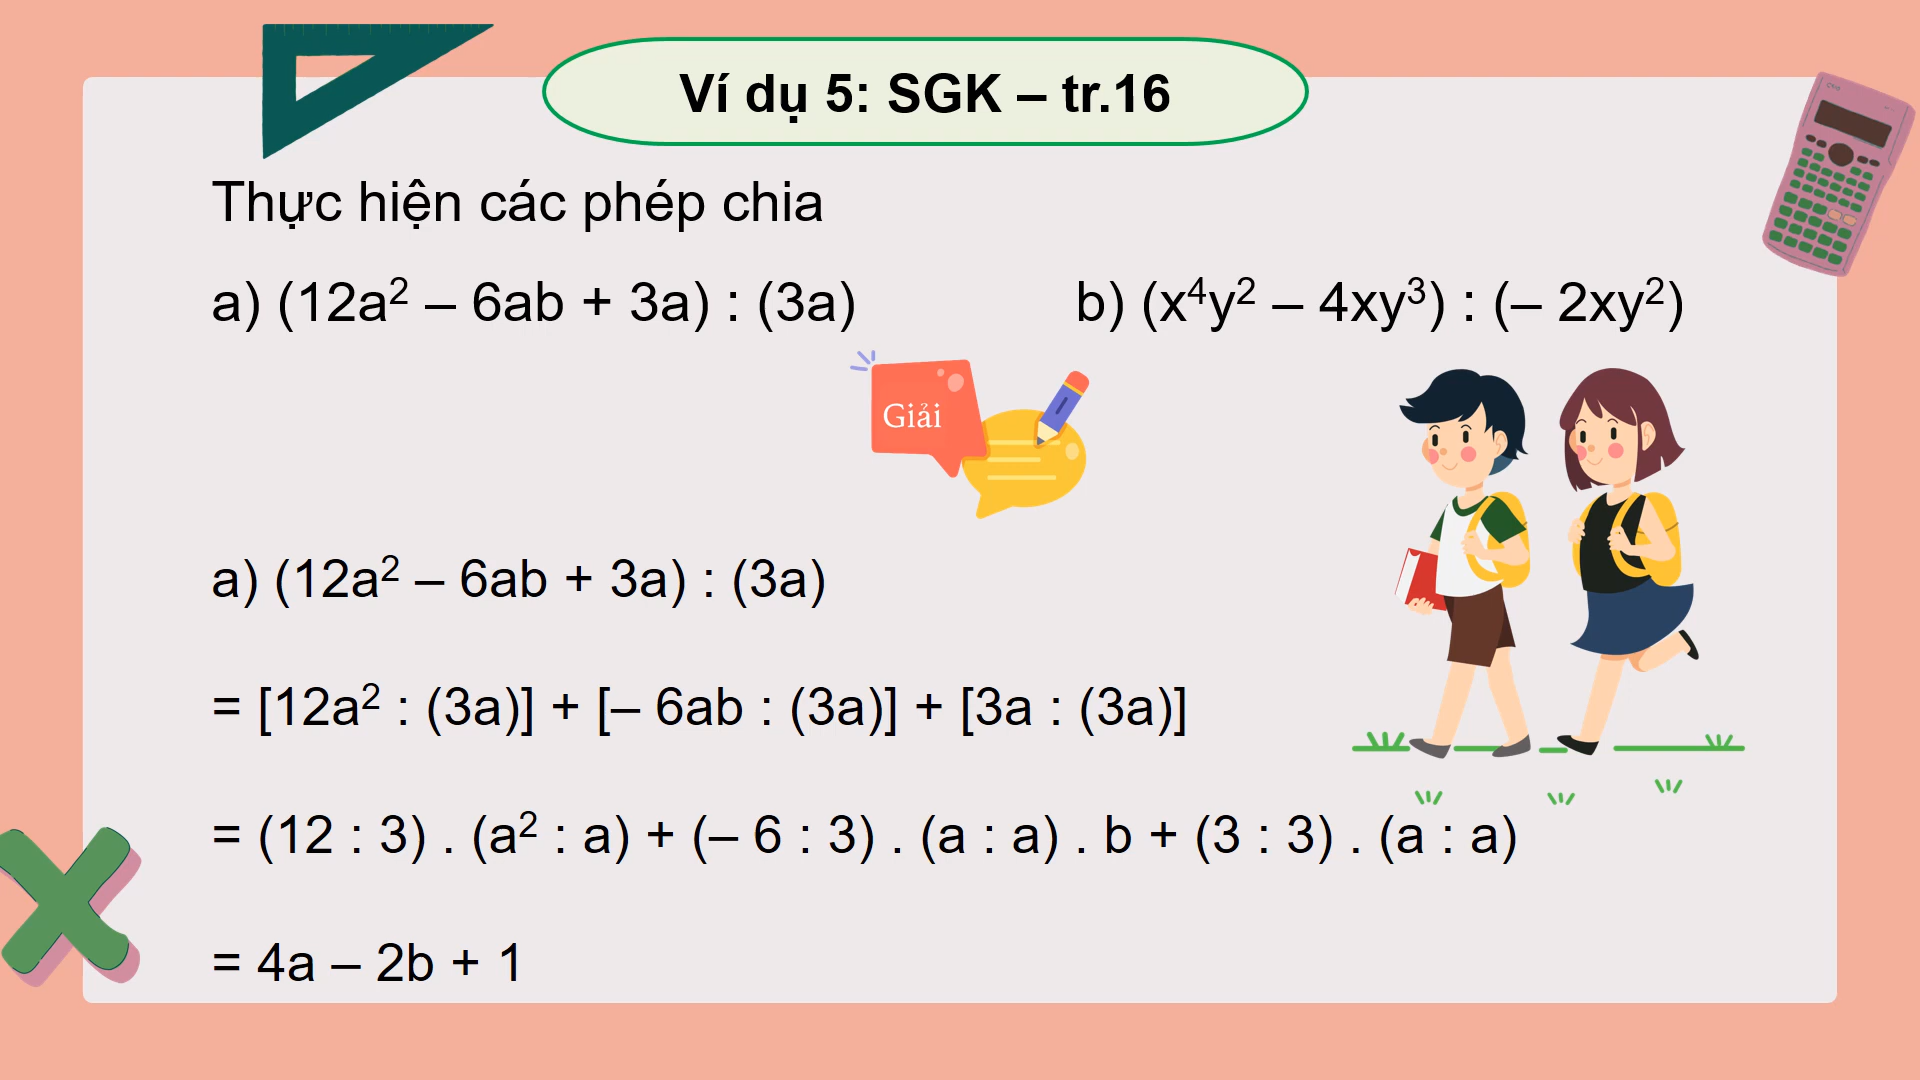 Ví dụ 5: SGK – tr.16
Thực hiện các phép chia
a) (12a² – 6ab + 3a) : (3a)
b) (x⁴y² – 4xy³) : (– 2xy²)
Giải
a) (12a² – 6ab + 3a) : (3a)
= [12a² : (3a)] + [– 6ab : (3a)] + [3a : (3a)]
= (12 : 3) . (a² : a) + (– 6 : 3) . (a : a) . b + (3 : 3) . (a : a)
= 4a – 2b + 1